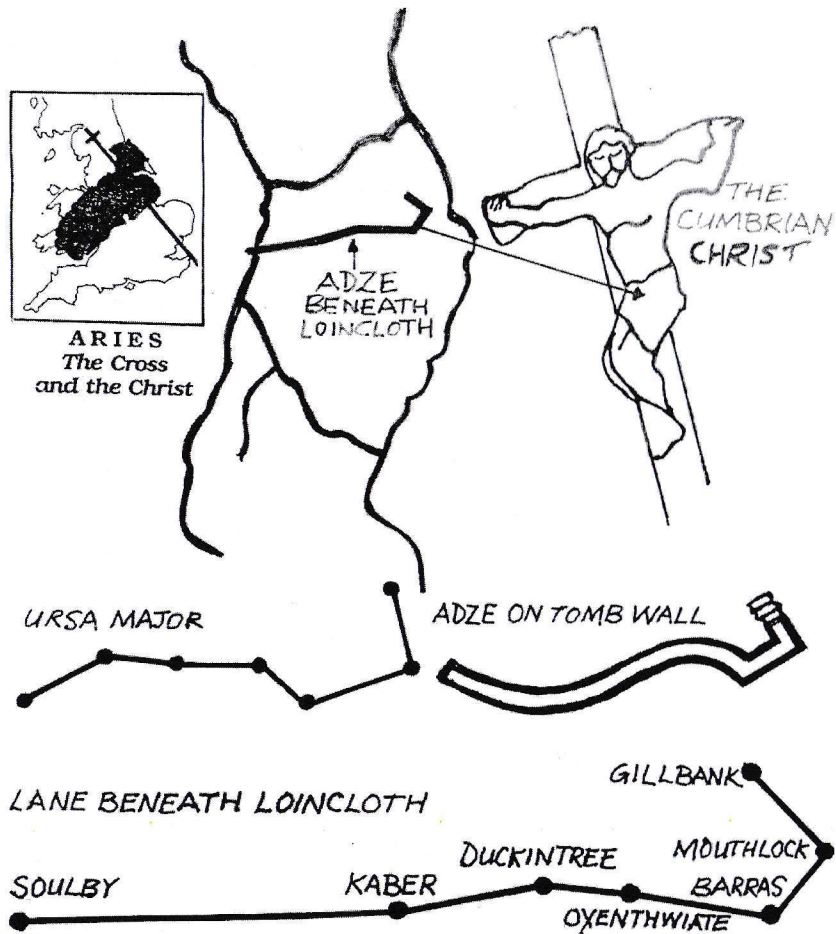 ARIES
The Cross
and the Christ
ADZE
BENEATH
LOINCLOTH
THE
CUMBRIAN
CHRIST
URSA MAJOR
ADZE ON TOMB WALL
LANE BENEATH LOINCLOTH
GILLBANK
MOUTHLOCK
DUCKINTREE
BARRAS
KABER
SOULBY
OXENTHWIATE